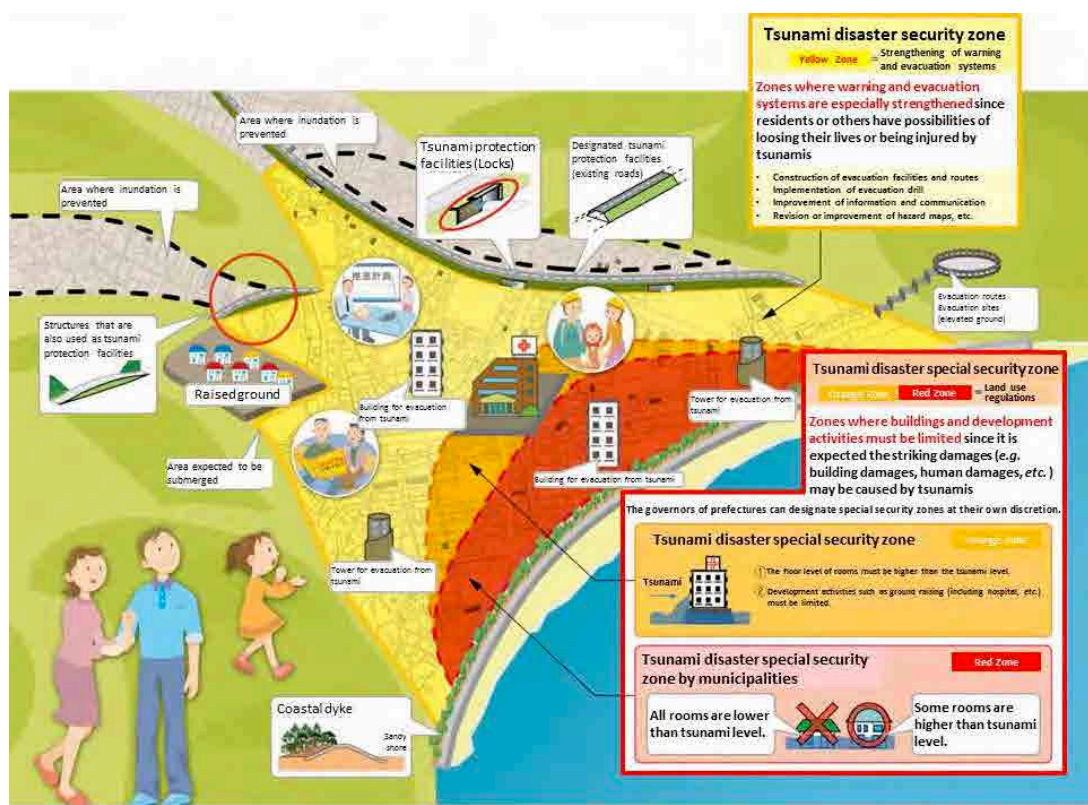 Tsunami disaster security zone
Yellow Zone = Strengthening of warning
and evacuation systems
Zones where warning and evacuation
systems are especially strengthened since
residents or others have possibilities of
loosing their lives or being injured by
tsunamis
• Construction of evacuation facilities and routes
• Implementation of evacuation drill
• Improvement of information and communication
• Revision or improvement of hazard maps, etc.
Area where inundation is
prevented
Tsunami protection
facilities (Locks)
Designated tsunami
protection facilities
(existing roads)
Area where inundation is
prevented
Evacuation routes
Evacuation sites
(elevated ground)
Structures that are
also used as tsunami
protection facilities
Raised ground
Building for evacuation
from tsunami
Tower for evacuation from
tsunami
Area expected to be
submerged
Building for evacuation from tsunami
Tower for evacuation from
tsunami
Coastal dyke
Sandy
shore
Tsunami disaster special security zone
Orange Zone Red Zone = Land use
regulations
Zones where buildings and development
activities must be limited since it is
expected the striking damages (e.g.
building damages, human damages, etc. )
may be caused by tsunamis
The governors of prefectures can designate special security zones at their own discretion.
Tsunami disaster special security zone
Orange Zone
Tsunami
① The floor level of rooms must be higher than the tsunami level.
② Development activities such as ground raising (including hospital, etc.)
must be limited.
Tsunami disaster special security
zone by municipalities
Red Zone
All rooms are lower
than tsunami level.
Some rooms are
higher than tsunami
level.